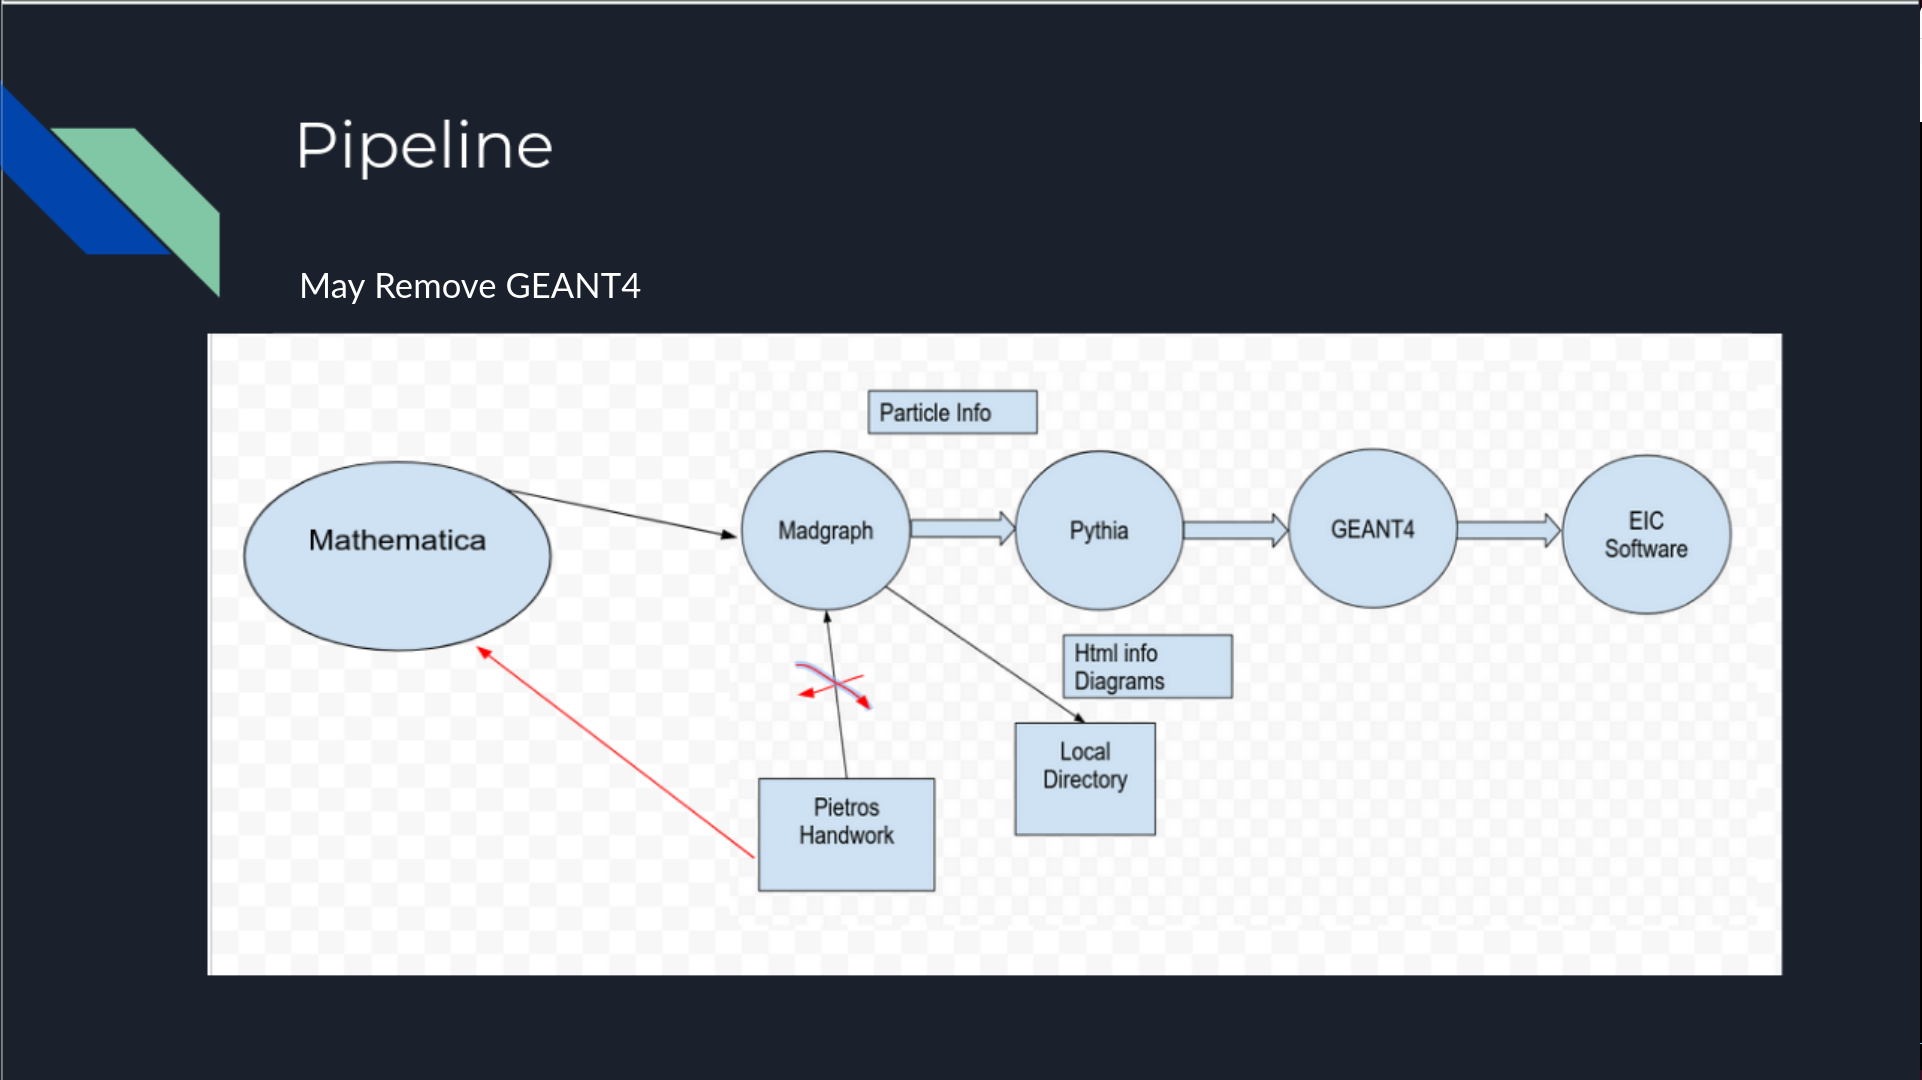 Pipeline
May Remove GEANT4
Particle Info
Mathematica
Madgraph
Pythia
GEANT4
EIC
Software
Html info
Diagrams
Local
Directory
Pietros
Handwork